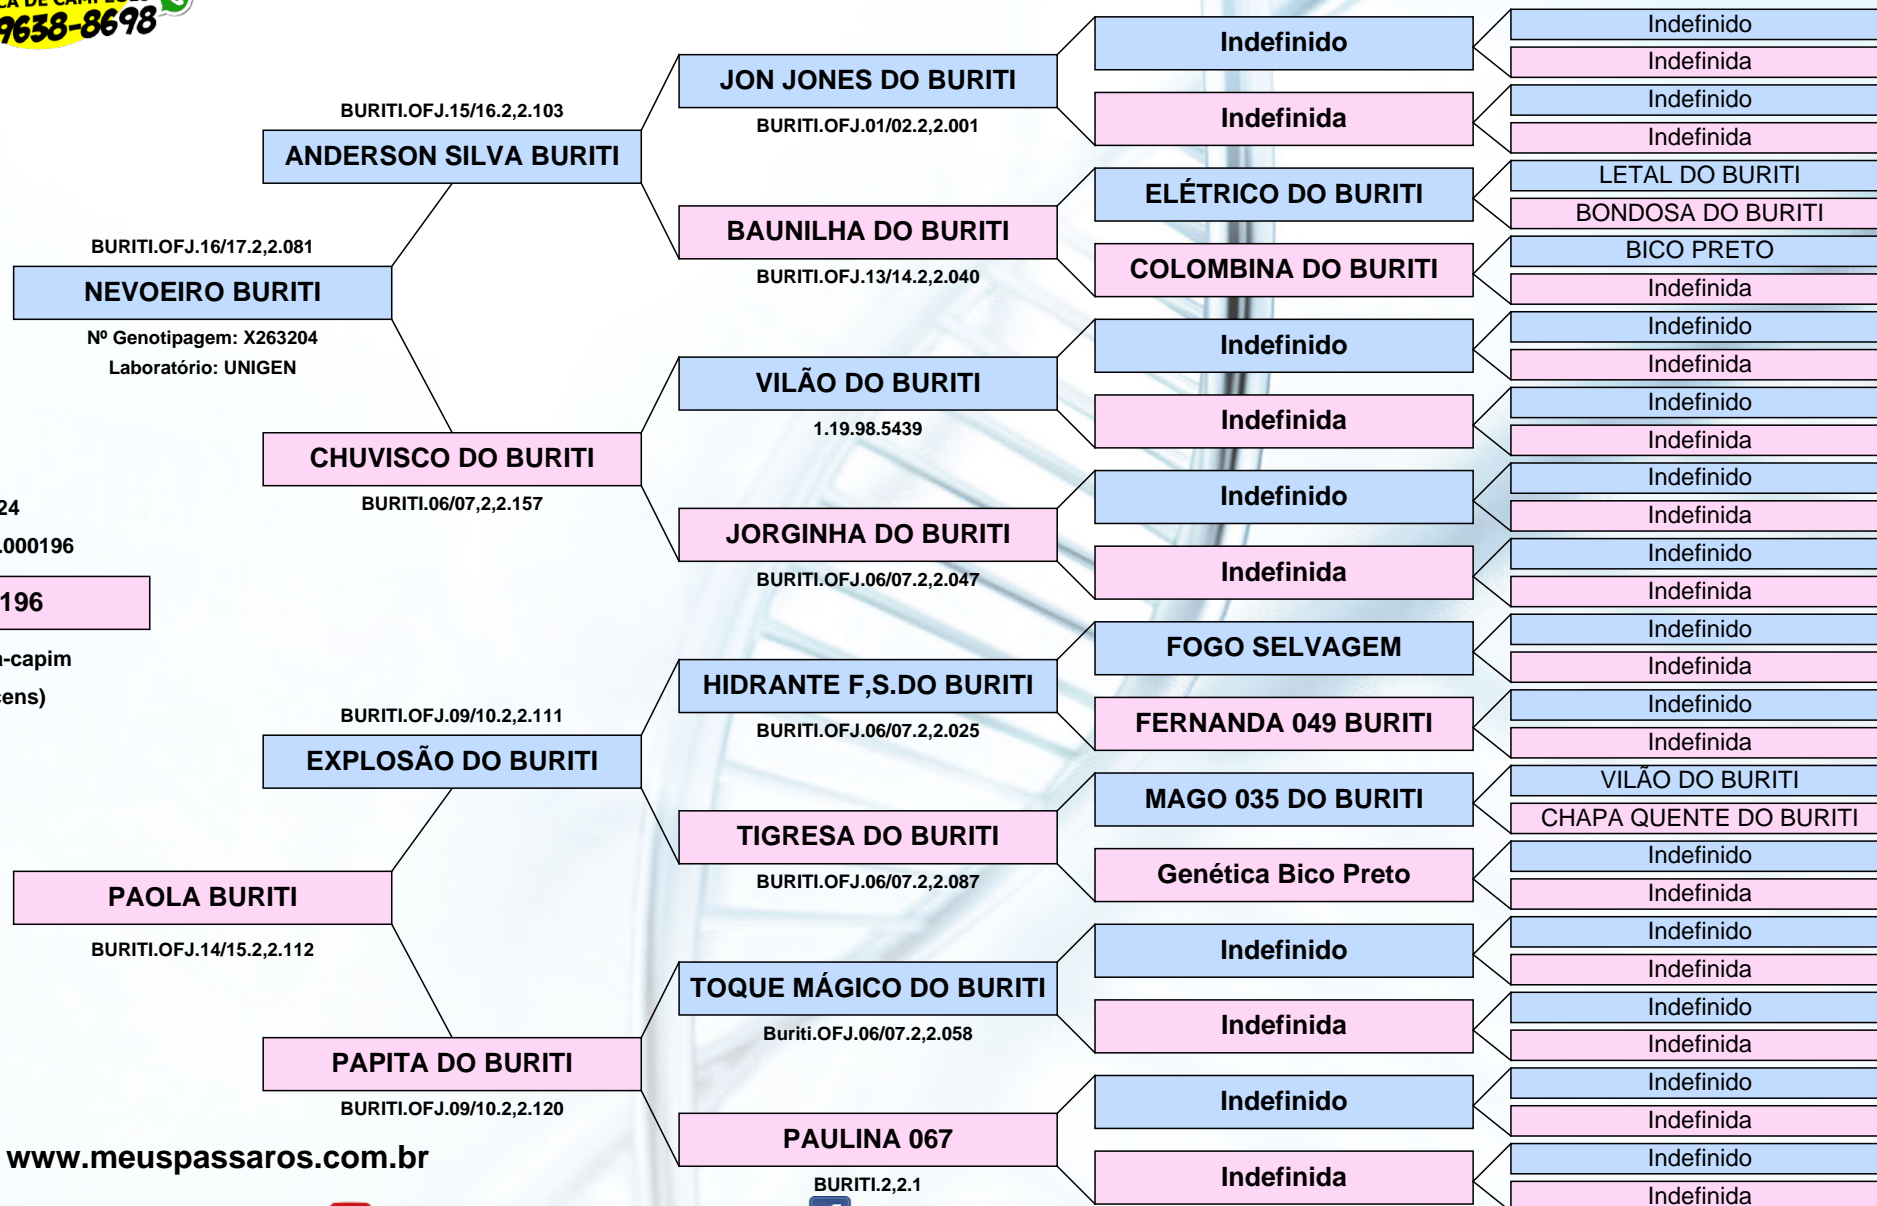 9638-8698
BURITI.OFJ.16/17.2,2.081
NEVOEIRO BURITI
Nº Genotipagem: X263204
Laboratório: UNIGEN
24
.000196
196
-capim
cens)
PAOLA BURITI
BURITI.OFJ.14/15.2,2.112
BURITI.OFJ.15/16.2,2.103
ANDERSON SILVA BURITI
CHUVISCO DO BURITI
BURITI.06/07,2,2.157
BURITI.OFJ.09/10.2,2.111
EXPLOSÃO DO BURITI
PAPITA DO BURITI
BURITI.OFJ.09/10.2,2.120
JON JONES DO BURITI
BURITI.OFJ.01/02.2,2.001
BAUNILHA DO BURITI
BURITI.OFJ.13/14.2,2.040
VILÃO DO BURITI
1.19.98.5439
JORGINHA DO BURITI
BURITI.OFJ.06/07.2,2.047
HIDRANTE F,S.DO BURITI
BURITI.OFJ.06/07.2,2.025
TIGRESA DO BURITI
BURITI.OFJ.06/07.2,2.087
TOQUE MÁGICO DO BURITI
Buriti.OFJ.06/07.2,2.058
PAULINA 067
BURITI.2,2.1
Indefinido
Indefinida
ELÉTRICO DO BURITI
COLOMBINA DO BURITI
Indefinido
Indefinida
Indefinido
Indefinida
FOGO SELVAGEM
FERNANDA 049 BURITI
MAGO 035 DO BURITI
Genética Bico Preto
Indefinido
Indefinida
Indefinido
Indefinida
Indefinido
Indefinida
Indefinido
Indefinida
LETAL DO BURITI
BONDOSA DO BURITI
BICO PRETO
Indefinida
Indefinido
Indefinida
Indefinido
Indefinida
Indefinido
Indefinida
Indefinido
Indefinida
Indefinido
Indefinida
Indefinido
Indefinida
VILÃO DO BURITI
CHAPA QUENTE DO BURITI
Indefinido
Indefinida
Indefinido
Indefinida
Indefinido
Indefinida
Indefinido
Indefinida
Indefinido
Indefinida
www.meuspassaros.com.br